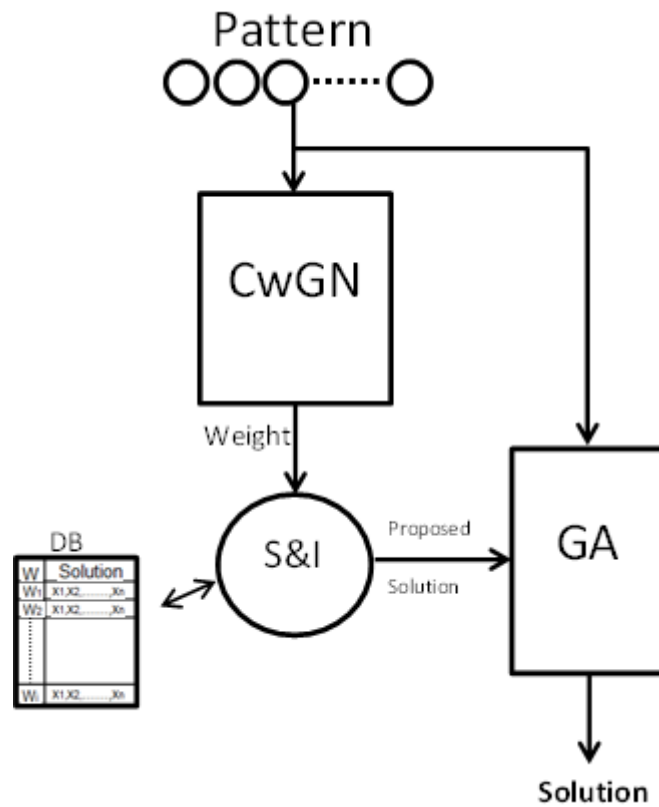 Pattern
CwGN
Weight
S&I
Proposed
Solution
GA
DB
W Solution
W1 X1,X2,.......,Xn
W2 X1,X2,.......,Xn
Wi X1,X2,.......,Xn
Solution